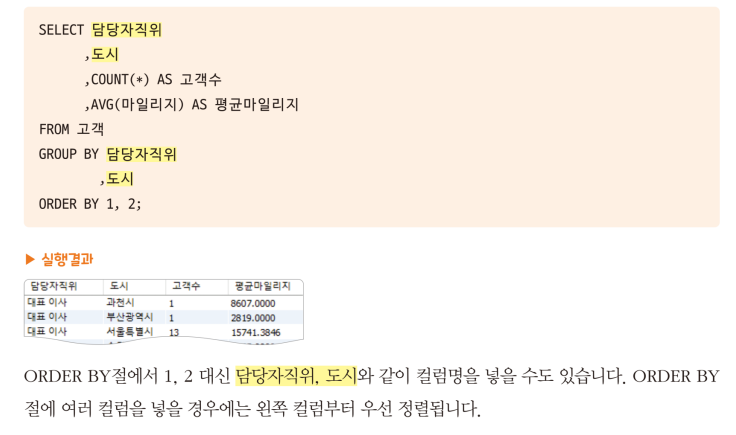 SELECT 담당자직위
,도시
,COUNT(*) AS 고객수
,AVG(마일리지) AS 평균마일리지
FROM 고객
GROUP BY 담당자직위
,도시
ORDER BY 1, 2;
▶ 실행결과
담당자직위 도시 고객수 평균마일리지
대표 이사 과천시 1 8607.0000
대표 이사 부산광역시 1 2819.0000
대표 이사 서울특별시 13 15741.3846
ORDER BY절에서 1, 2 대신 담당자직위, 도시와 같이 컬럼명을 넣을 수도 있습니다. ORDER BY
절에 여러 컬럼을 넣을 경우에는 왼쪽 컬럼부터 우선 정렬됩니다.